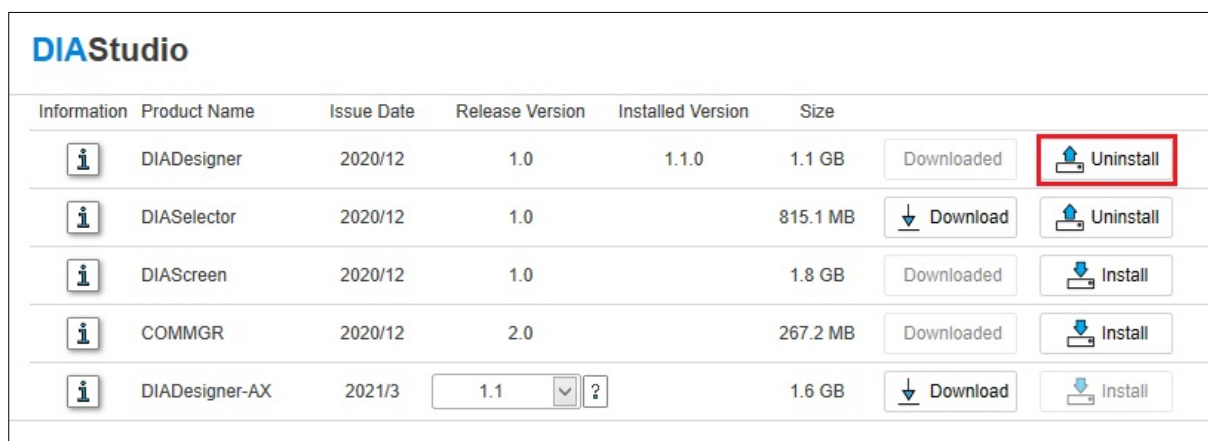 DIAStudio
Information Product Name Issue Date Release Version Installed Version Size
i DIADesigner 2020/12 1.0 1.1.0 1.1 GB Downloaded Uninstall
i DIASelector 2020/12 1.0 815.1 MB Download Uninstall
i DIAScreen 2020/12 1.0 1.8 GB Downloaded Install
i COMMGR 2020/12 2.0 267.2 MB Downloaded Install
i DIADesigner-AX 2021/3 1.1 ? 1.6 GB Download Install